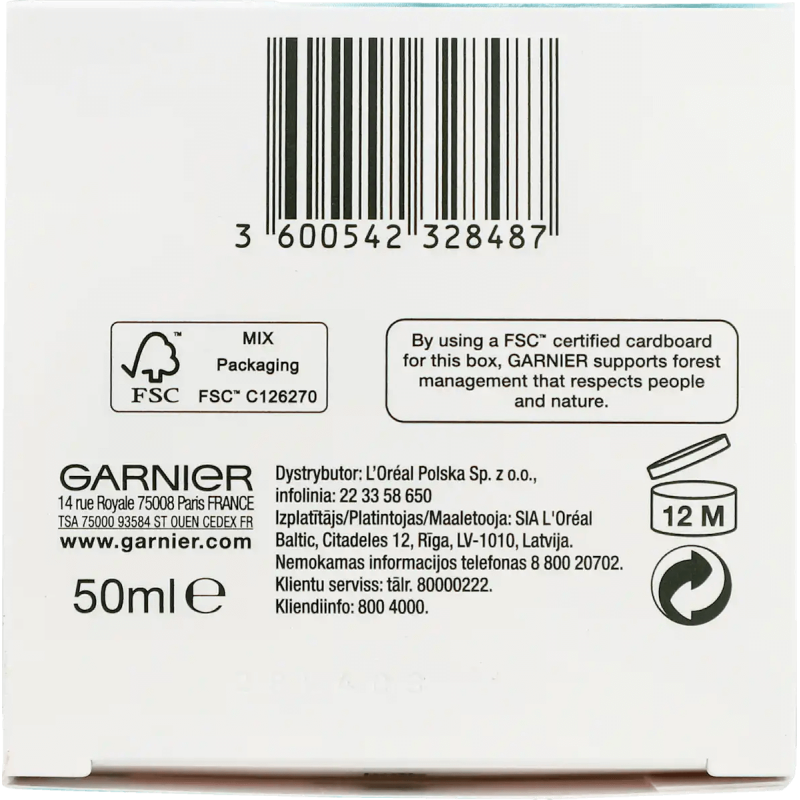 3 600542 328487
FSC™
MIX
Packaging
FSC™ C126270
By using a FSC™ certified cardboard
for this box, GARNIER supports forest
management that respects people
and nature.
GARNIER
14 rue Royale 75008 Paris FRANCE
TSA 75000 93584 ST OUEN CEDEX FR
www.garnier.com
50ml e
Dystrybutor: L'Oréal Polska Sp. z o.o.,
infolinia: 22 33 58 650
Izplatītājs/Platintojas/Maaletooja: SIA L'Oréal
Baltic, Citadeles 12, Rīga, LV-1010, Latvija.
Nemokamas informacijos telefonas 8 800 20702.
Klientu serviss: tālr. 80000222.
Kliendiinfo: 800 4000.
12 M